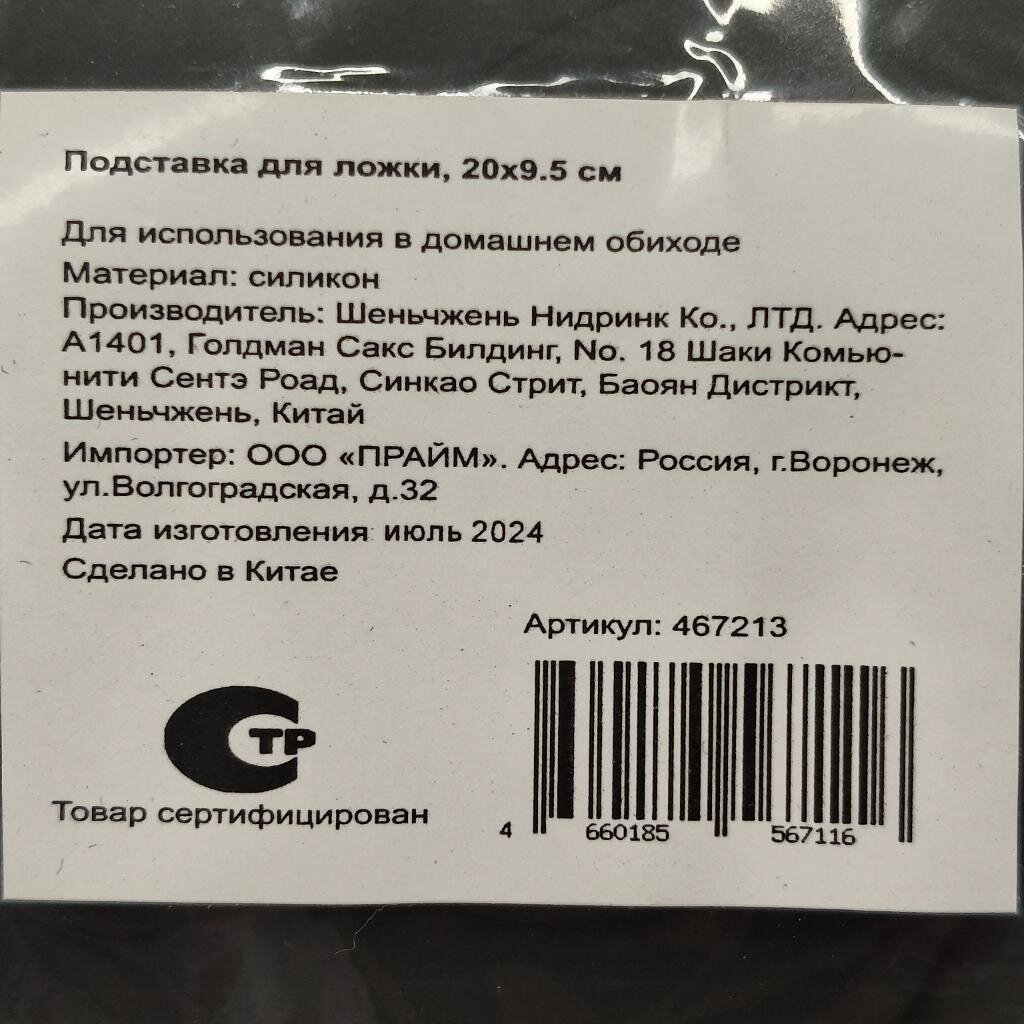 Подставка для ложки, 20х9.5 см
Для использования в домашнем обиходе
Материал: силикон
Производитель: Шеньчжень Нидринк Ко., ЛТД. Адрес:
А1401, Голдман Сакс Билдинг, No. 18 Шаки Комью-
нити Сентэ Роад, Синкао Стрит, Баоян Дистрикт,
Шеньчжень, Китай
Импортер: ООО «ПРАЙМ». Адрес: Россия, г.Воронеж,
ул.Волгоградская, д.32
Дата изготовления июль 2024
Сделано в Китае
Артикул: 467213
СТР
Товар сертифицирован
4 660185 567116